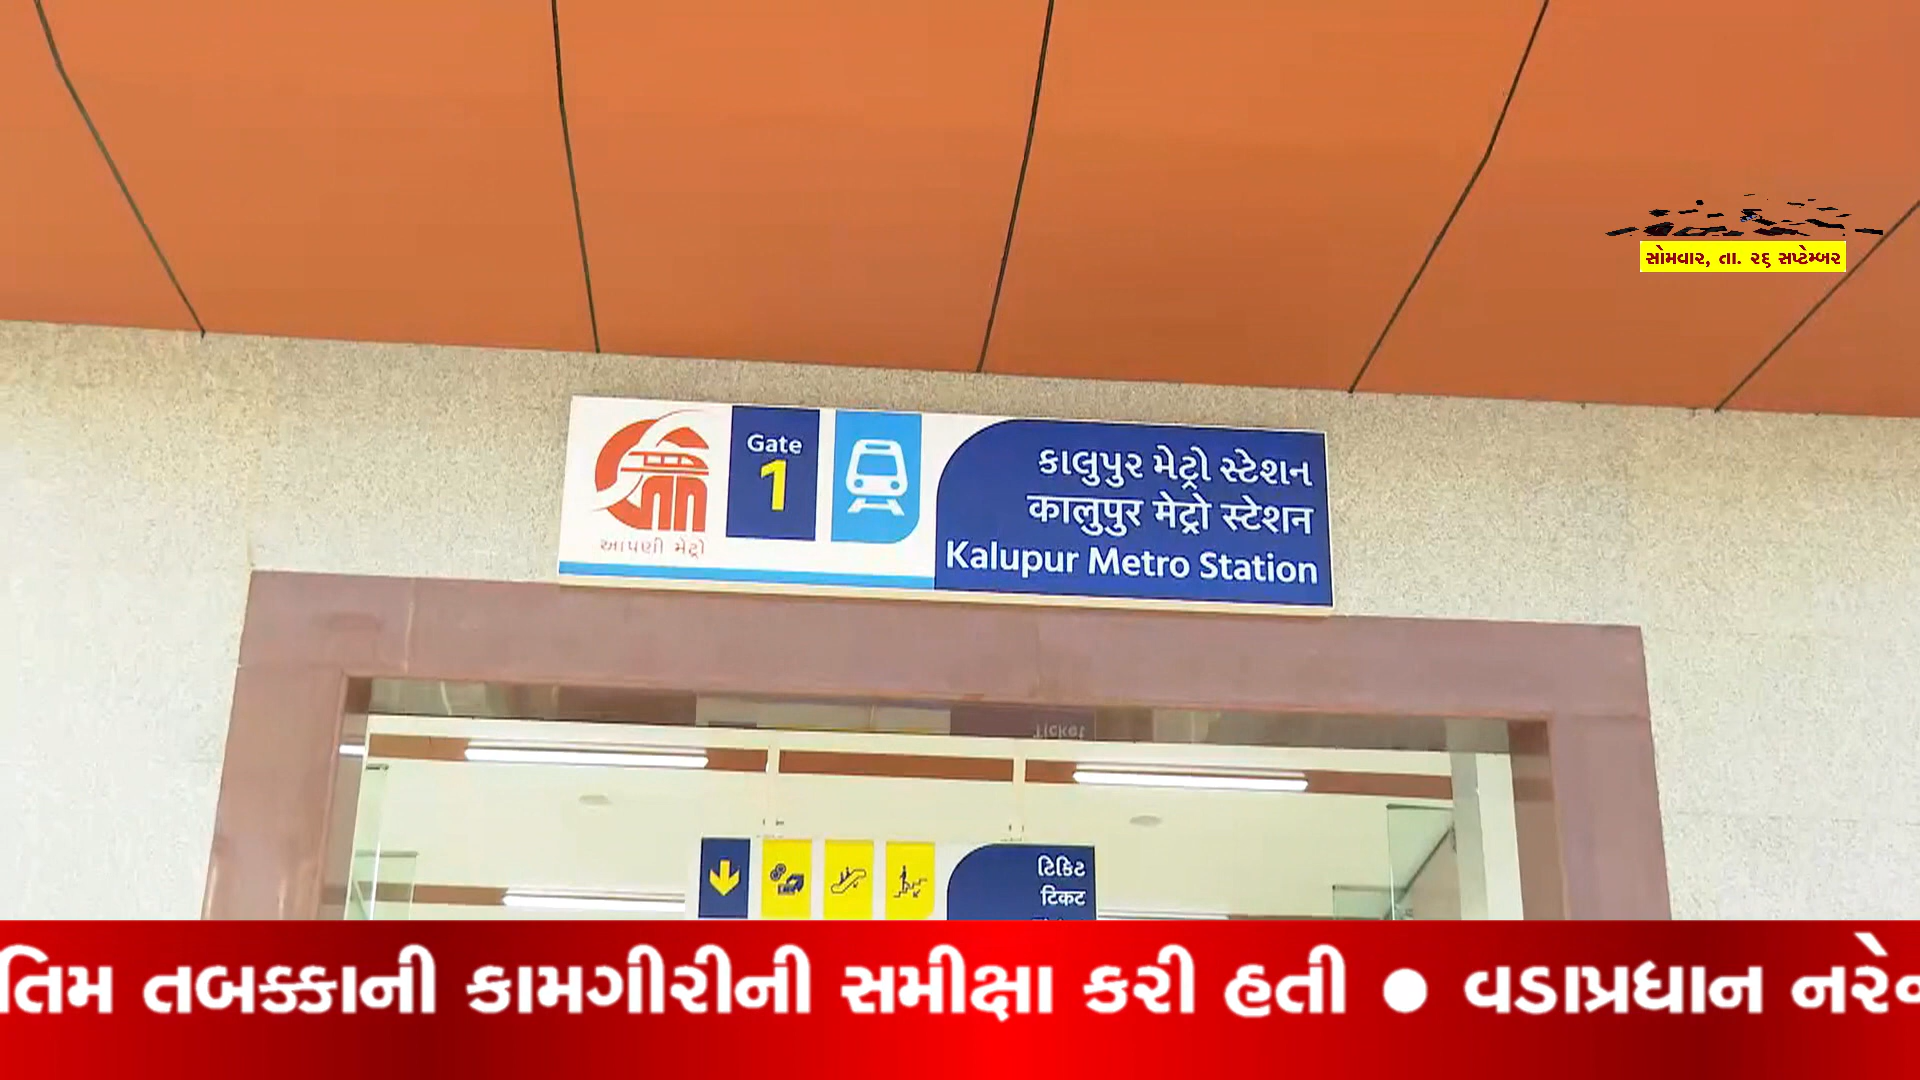 સોમવાર, તા. ૨૬ સપ્ટેમ્બર
Gate
1
આપણી મેટ્રો
કાલુપુર મેટ્રો સ્ટેશન
कालुपुर मेट्रो स्टेशन
Kalupur Metro Station
Ticket
ટિકિટ
टिकट
તિમ તબક્કાની કામગીરીની સમીક્ષા કરી હતી ● વડાપ્રધાન નરેન